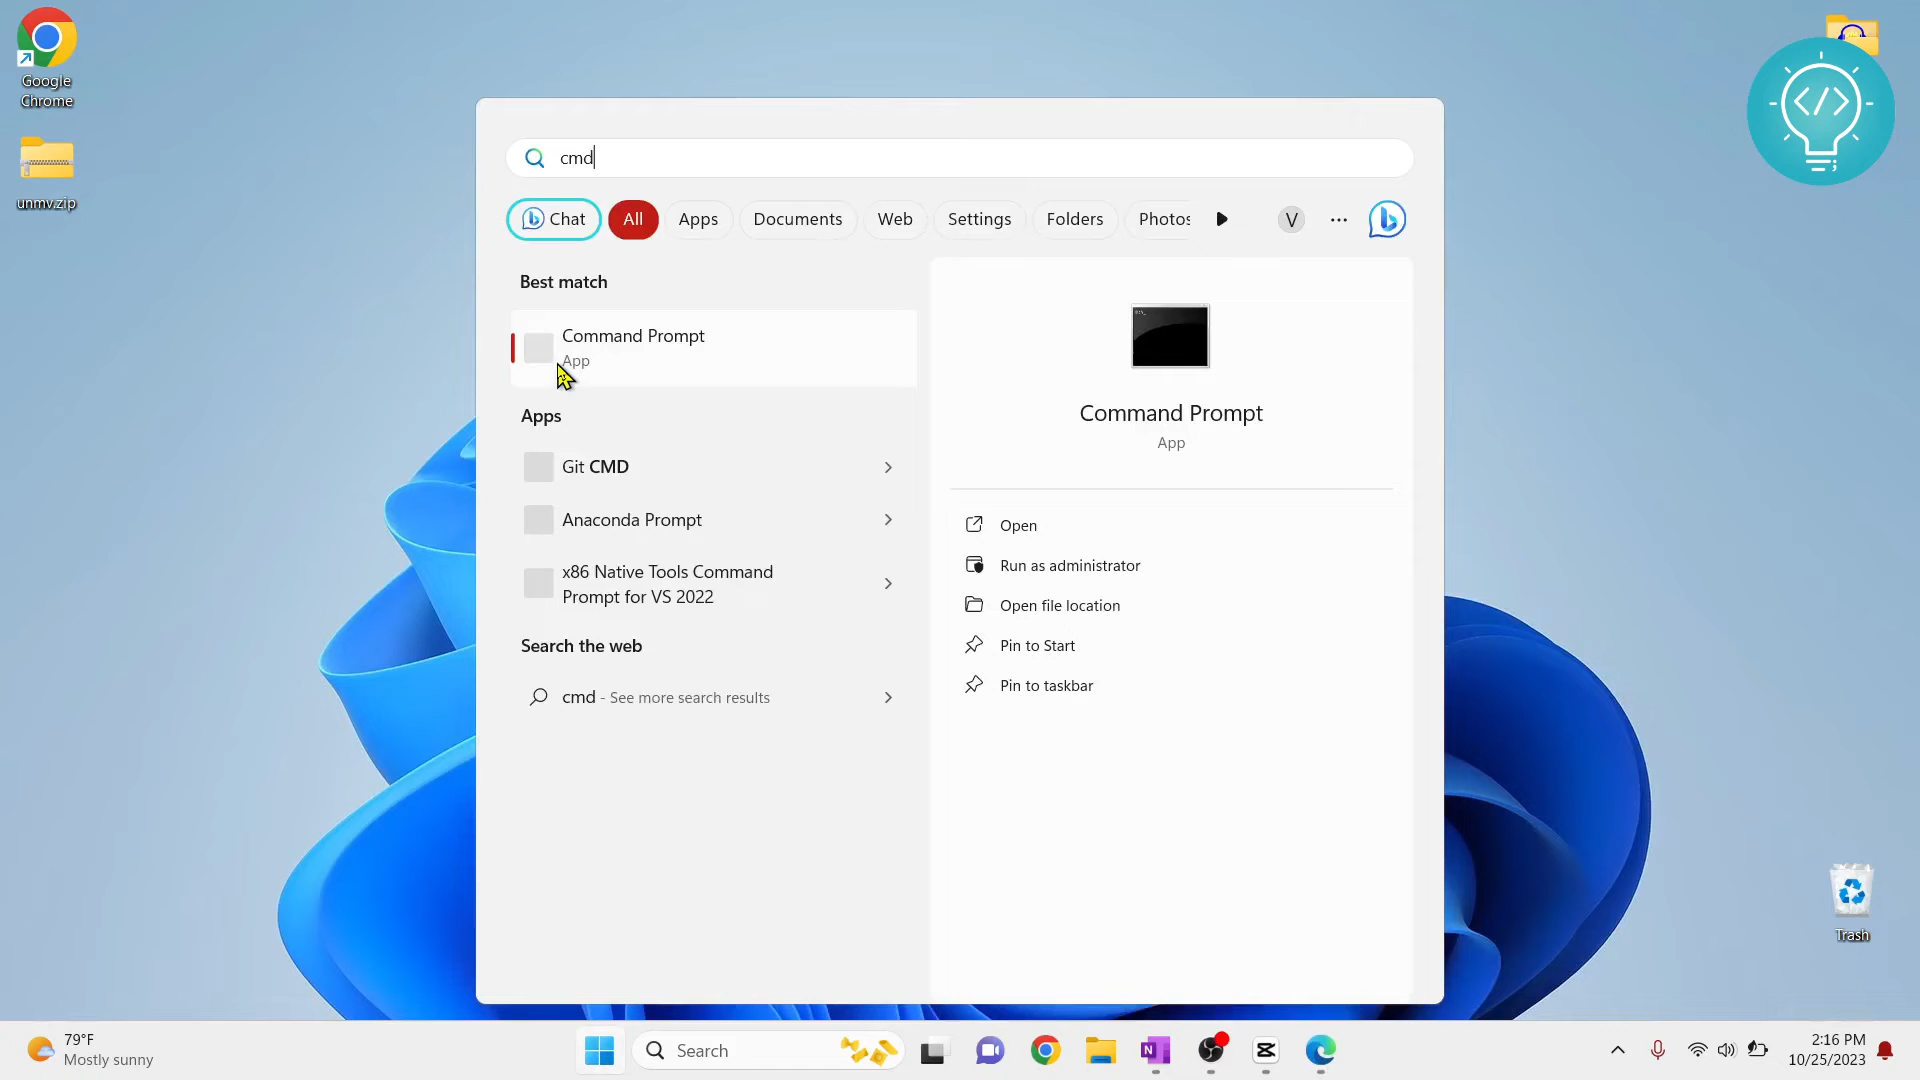 Google
Chrome
unmv.zip
cmd
Chat
All
Apps
Documents
Web
Settings
Folders
Photos
V
Best match
Command Prompt
App
Apps
Git CMD
Anaconda Prompt
x86 Native Tools Command
Prompt for VS 2022
Search the web
cmd - See more search results
Command Prompt
App
Open
Run as administrator
Open file location
Pin to Start
Pin to taskbar
</>
Trash
79°F
Mostly sunny
Search
2:16 PM
10/25/2023